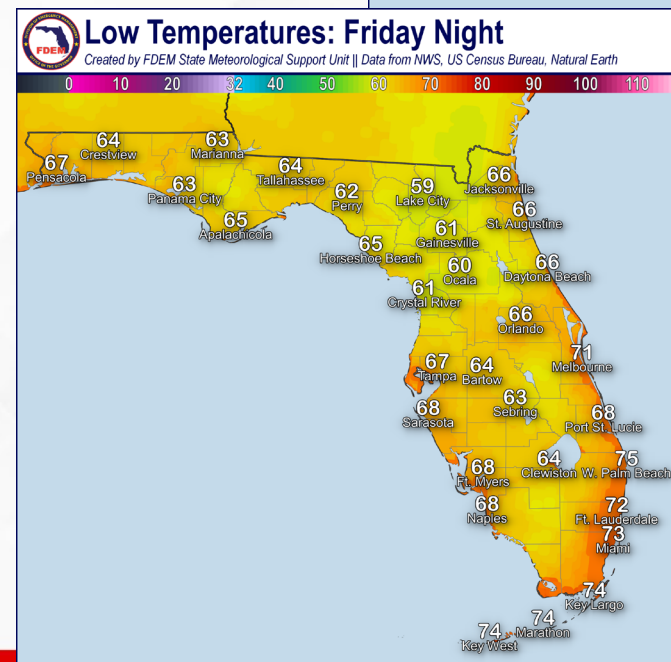 Low Temperatures: Friday Night
FDEM
Created by FDEM State Meteorological Support Unit || Data from NWS, US Census Bureau, Natural Earth
0 10 20 32 40 50 60 70 80 90 100 110
64
Crestview
63
Marianna
67
Pensacola
64
Tallahassee
66
Jacksonville
63
Panama City
62
Perry
59
Lake City
66
St. Augustine
65
Apalachicola
61
Gainesville
65
Horseshoe Beach
60
Ocala
66
Daytona Beach
61
Crystal River
66
Orlando
71
Melbourne
67
Tampa
64
Bartow
63
Sebring
68
Sarasota
68
Port St. Lucie
68
Ft. Myers
64
Clewiston
75
W. Palm Beach
68
Naples
72
Ft. Lauderdale
73
Miami
74
Key Largo
74
Marathon
74
Key West